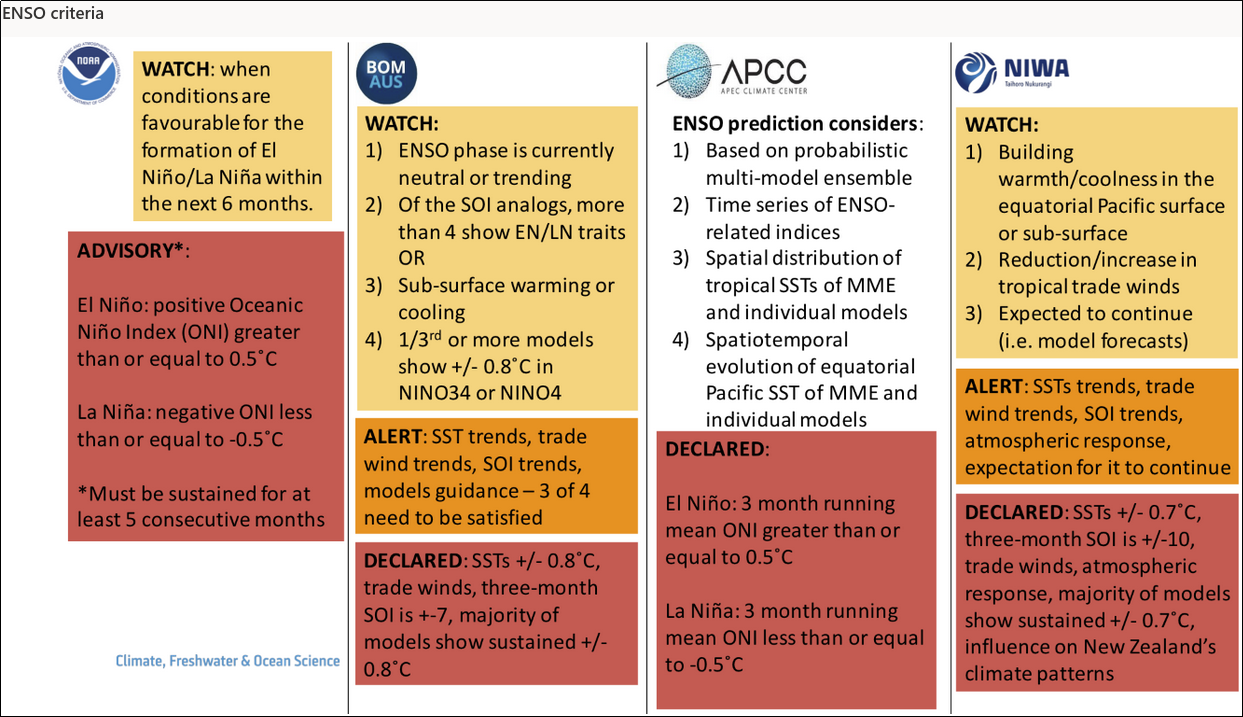 ENSO criteria
NOAA
NATIONAL OCEANIC AND ATMOSPHERIC ADMINISTRATION
U.S. DEPARTMENT OF COMMERCE
WATCH: when
conditions are
favourable for the
formation of El
Niño/La Niña within
the next 6 months.
ADVISORY*:
El Niño: positive Oceanic
Niño Index (ONI) greater
than or equal to 0.5˚C
La Niña: negative ONI less
than or equal to -0.5˚C
*Must be sustained for at
least 5 consecutive months
Climate, Freshwater & Ocean Science
BOM
AUS
WATCH:
1) ENSO phase is currently
neutral or trending
2) Of the SOI analogs, more
than 4 show EN/LN traits
OR
3) Sub-surface warming or
cooling
4) 1/3rd or more models
show +/- 0.8˚C in
NINO34 or NINO4
ALERT: SST trends, trade
wind trends, SOI trends,
models guidance – 3 of 4
need to be satisfied
DECLARED: SSTs +/- 0.8˚C,
trade winds, three-month
SOI is +-7, majority of
models show sustained +/-
0.8˚C
APCC
APEC CLIMATE CENTER
ENSO prediction considers:
1) Based on probabilistic
multi-model ensemble
2) Time series of ENSO-
related indices
3) Spatial distribution of
tropical SSTs of MME
and individual models
4) Spatiotemporal
evolution of equatorial
Pacific SST of MME and
individual models
DECLARED:
El Niño: 3 month running
mean ONI greater than or
equal to 0.5˚C
La Niña: 3 month running
mean ONI less than or equal
to -0.5˚C
NIWA
Taihoro Nukurangi
WATCH:
1) Building
warmth/coolness in the
equatorial Pacific surface
or sub-surface
2) Reduction/increase in
tropical trade winds
3) Expected to continue
(i.e. model forecasts)
ALERT: SSTs trends, trade
wind trends, SOI trends,
atmospheric response,
expectation for it to continue
DECLARED: SSTs +/- 0.7˚C,
three-month SOI is +/-10,
trade winds, atmospheric
response, majority of models
show sustained +/- 0.7˚C,
influence on New Zealand's
climate patterns